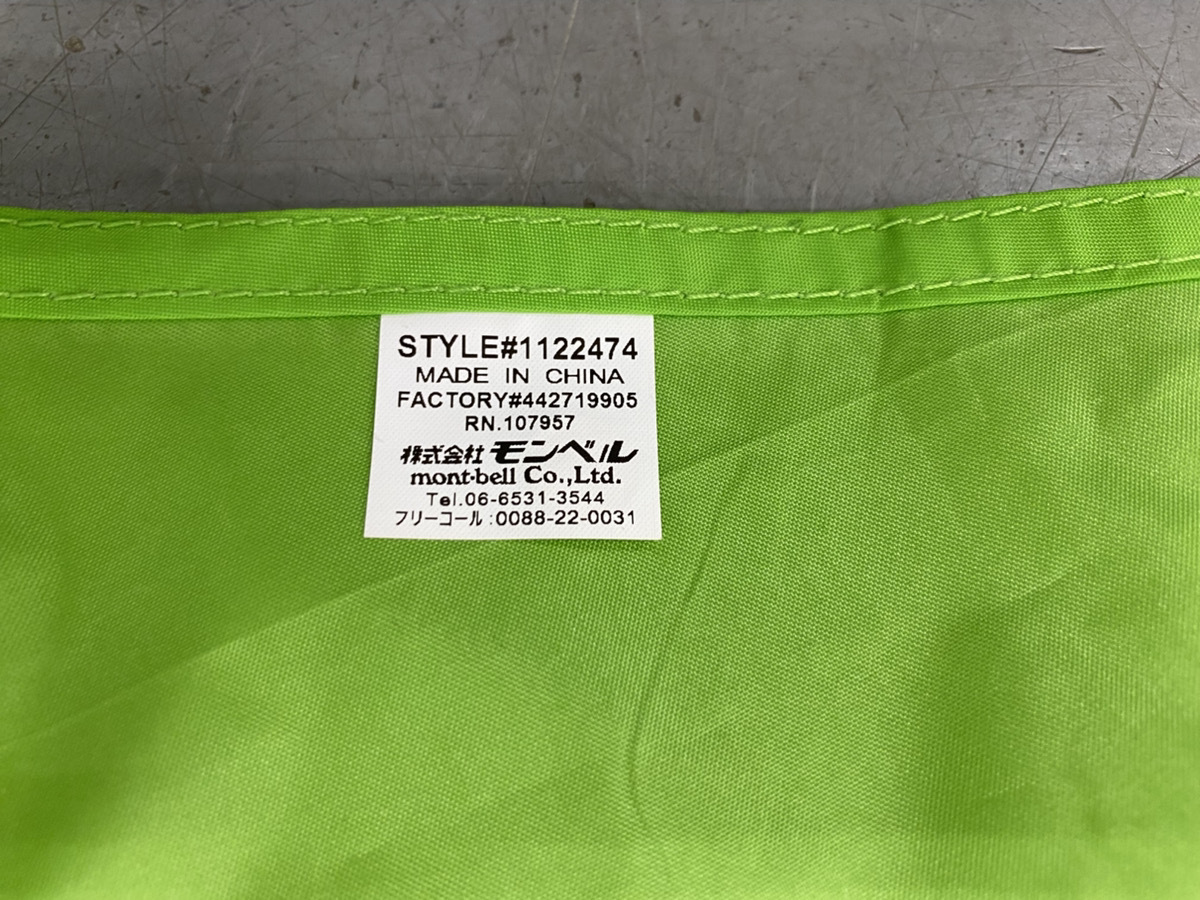 STYLE#1122474
MADE IN CHINA
FACTORY#442719905
RN.107957
株式会社 モンベル
mont-bell Co.,Ltd.
Tel.06-6531-3544
フリーコール:0088-22-0031